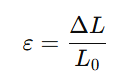 ε = ΔL / L₀